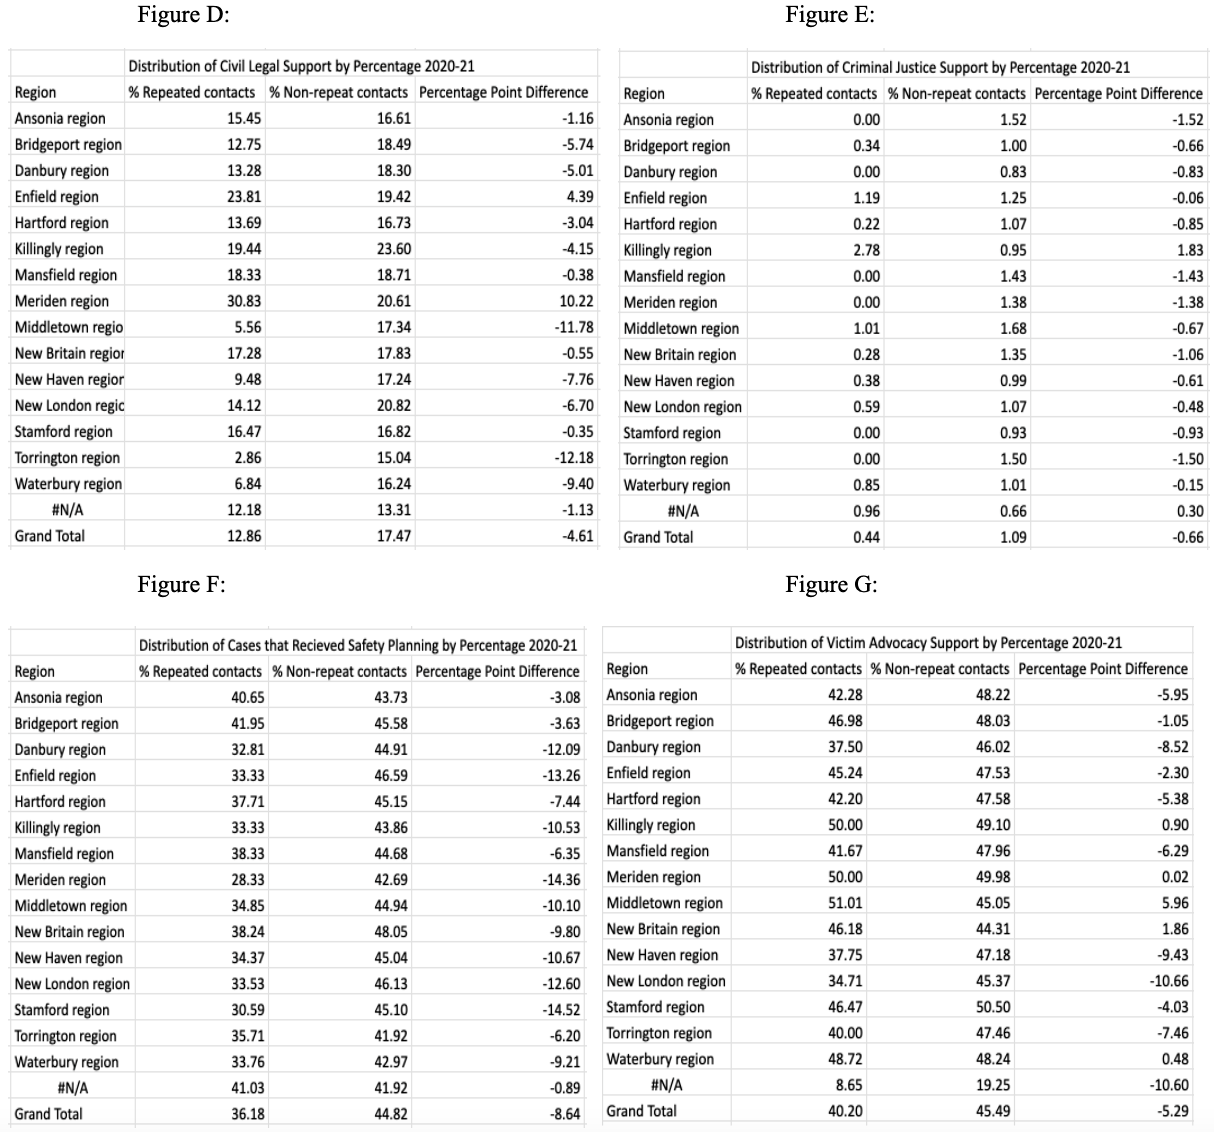 Figure D:
Distribution of Civil Legal Support by Percentage 2020-21
Region % Repeated contacts % Non-repeat contacts Percentage Point Difference
Ansonia region 15.45 16.61 -1.16
Bridgeport region 12.75 18.49 -5.74
Danbury region 13.28 18.30 -5.01
Enfield region 23.81 19.42 4.39
Hartford region 13.69 16.73 -3.04
Killingly region 19.44 23.60 -4.15
Mansfield region 18.33 18.71 -0.38
Meriden region 30.83 20.61 10.22
Middletown regio 5.56 17.34 -11.78
New Britain region 17.28 17.83 -0.55
New Haven region 9.48 17.24 -7.76
New London regic 14.12 20.82 -6.70
Stamford region 16.47 16.82 -0.35
Torrington region 2.86 15.04 -12.18
Waterbury region 6.84 16.24 -9.40
#N/A 12.18 13.31 -1.13
Grand Total 12.86 17.47 -4.61
Figure E:
Distribution of Criminal Justice Support by Percentage 2020-21
Region % Repeated contacts % Non-repeat contacts Percentage Point Difference
Ansonia region 0.00 1.52 -1.52
Bridgeport region 0.34 1.00 -0.66
Danbury region 0.00 0.83 -0.83
Enfield region 1.19 1.25 -0.06
Hartford region 0.22 1.07 -0.85
Killingly region 2.78 0.95 1.83
Mansfield region 0.00 1.43 -1.43
Meriden region 0.00 1.38 -1.38
Middletown region 1.01 1.68 -0.67
New Britain region 0.28 1.35 -1.06
New Haven region 0.38 0.99 -0.61
New London region 0.59 1.07 -0.48
Stamford region 0.00 0.93 -0.93
Torrington region 0.00 1.50 -1.50
Waterbury region 0.85 1.01 -0.15
#N/A 0.96 0.66 0.30
Grand Total 0.44 1.09 -0.66
Figure F:
Distribution of Cases that Recieved Safety Planning by Percentage 2020-21
Region % Repeated contacts % Non-repeat contacts Percentage Point Difference
Ansonia region 40.65 43.73 -3.08
Bridgeport region 41.95 45.58 -3.63
Danbury region 32.81 44.91 -12.09
Enfield region 33.33 46.59 -13.26
Hartford region 37.71 45.15 -7.44
Killingly region 33.33 43.86 -10.53
Mansfield region 38.33 44.68 -6.35
Meriden region 28.33 42.69 -14.36
Middletown region 34.85 44.94 -10.10
New Britain region 38.24 48.05 -9.80
New Haven region 34.37 45.04 -10.67
New London region 33.53 46.13 -12.60
Stamford region 30.59 45.10 -14.52
Torrington region 35.71 41.92 -6.20
Waterbury region 33.76 42.97 -9.21
#N/A 41.03 41.92 -0.89
Grand Total 36.18 44.82 -8.64
Figure G:
Distribution of Victim Advocacy Support by Percentage 2020-21
Region % Repeated contacts % Non-repeat contacts Percentage Point Difference
Ansonia region 42.28 48.22 -5.95
Bridgeport region 46.98 48.03 -1.05
Danbury region 37.50 46.02 -8.52
Enfield region 45.24 47.53 -2.30
Hartford region 42.20 47.58 -5.38
Killingly region 50.00 49.10 0.90
Mansfield region 41.67 47.96 -6.29
Meriden region 50.00 49.98 0.02
Middletown region 51.01 45.05 5.96
New Britain region 46.18 44.31 1.86
New Haven region 37.75 47.18 -9.43
New London region 34.71 45.37 -10.66
Stamford region 46.47 50.50 -4.03
Torrington region 40.00 47.46 -7.46
Waterbury region 48.72 48.24 0.48
#N/A 8.65 19.25 -10.60
Grand Total 40.20 45.49 -5.29